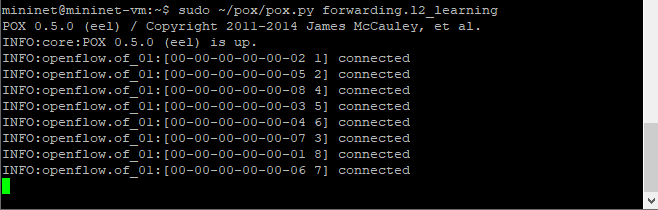 mininet@mininet-vm:~$ sudo ~/pox/pox.py forwarding.l2_learning
POX 0.5.0 (eel) / Copyright 2011-2014 James McCauley, et al.
INFO:core:POX 0.5.0 (eel) is up.
INFO:openflow.of_01:[00-00-00-00-00-02 1] connected
INFO:openflow.of_01:[00-00-00-00-00-05 2] connected
INFO:openflow.of_01:[00-00-00-00-00-08 4] connected
INFO:openflow.of_01:[00-00-00-00-00-03 5] connected
INFO:openflow.of_01:[00-00-00-00-00-04 6] connected
INFO:openflow.of_01:[00-00-00-00-00-07 3] connected
INFO:openflow.of_01:[00-00-00-00-00-01 8] connected
INFO:openflow.of_01:[00-00-00-00-00-06 7] connected